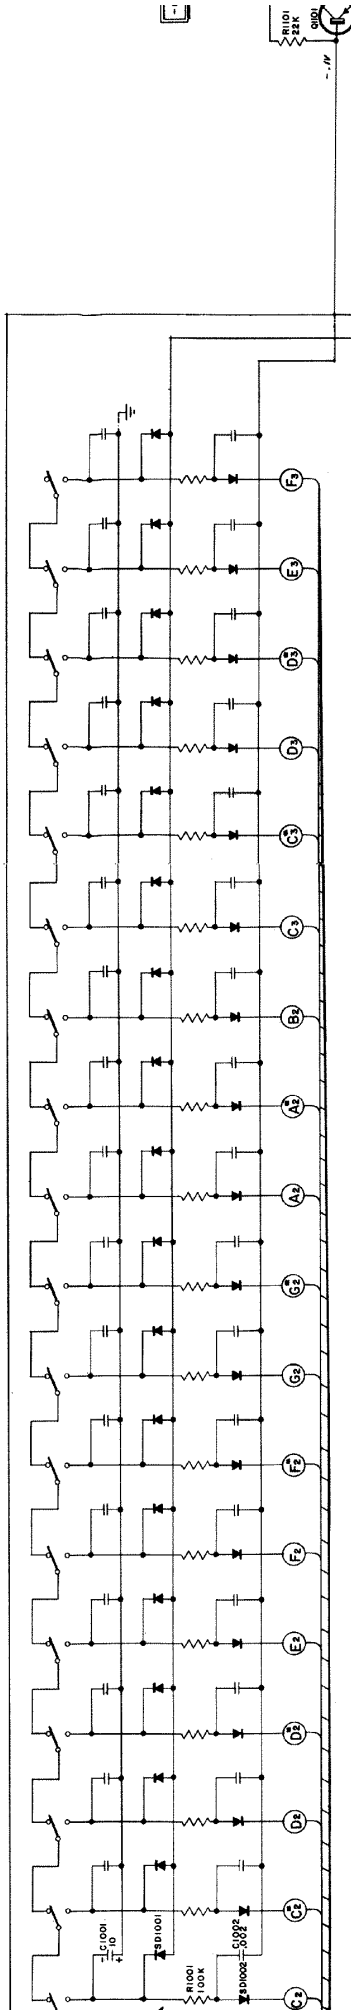 R1101
22K
Q1101
-.1V
F3
E3
D#3
D3
C#3
C3
B2
A#2
A2
G#2
G2
F#2
F2
E2
D#2
D2
C#2
C2
C1001
10
SD1001
R1001
100K
C1002
.002
SD1002